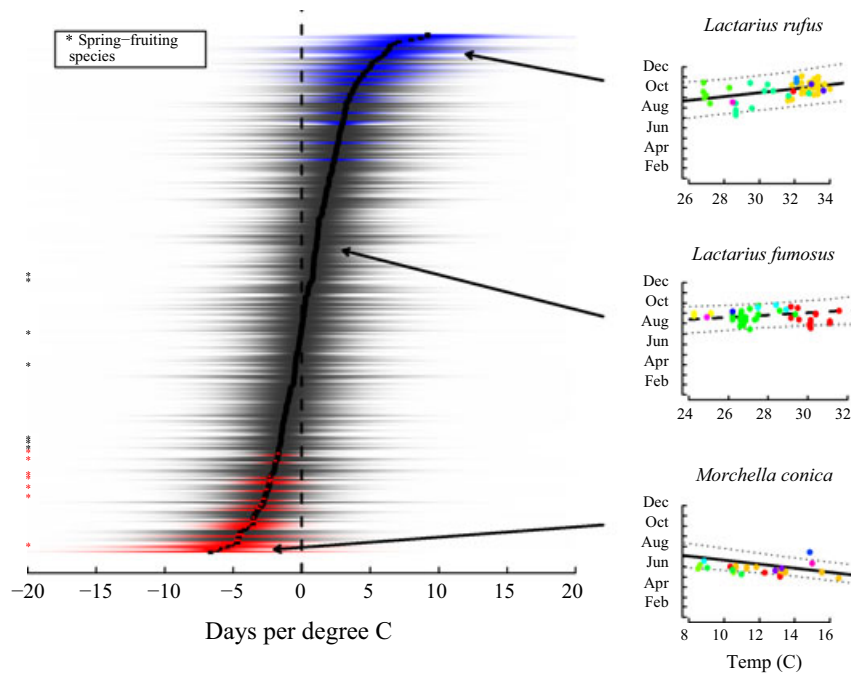 * Spring−fruiting
species
−20
−15
−10
−5
0
5
10
15
20
Days per degree C
Lactarius rufus
Dec
Oct
Aug
Jun
Apr
Feb
26
28
30
32
34
Lactarius fumosus
Dec
Oct
Aug
Jun
Apr
Feb
24
26
28
30
32
Morchella conica
Dec
Oct
Aug
Jun
Apr
Feb
8
10
12
14
16
Temp (C)